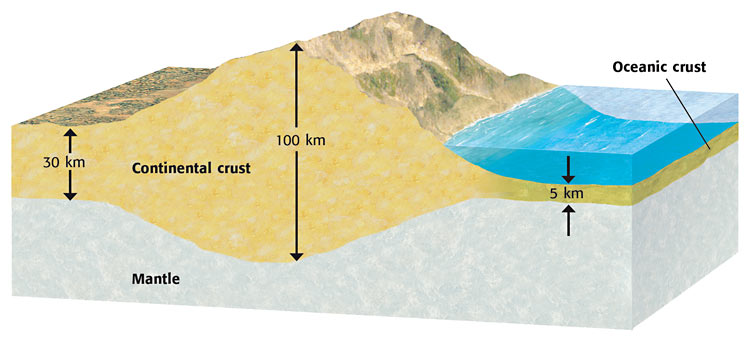 Oceanic crust
100 km
30 km
Continental crust
5 km
Mantle